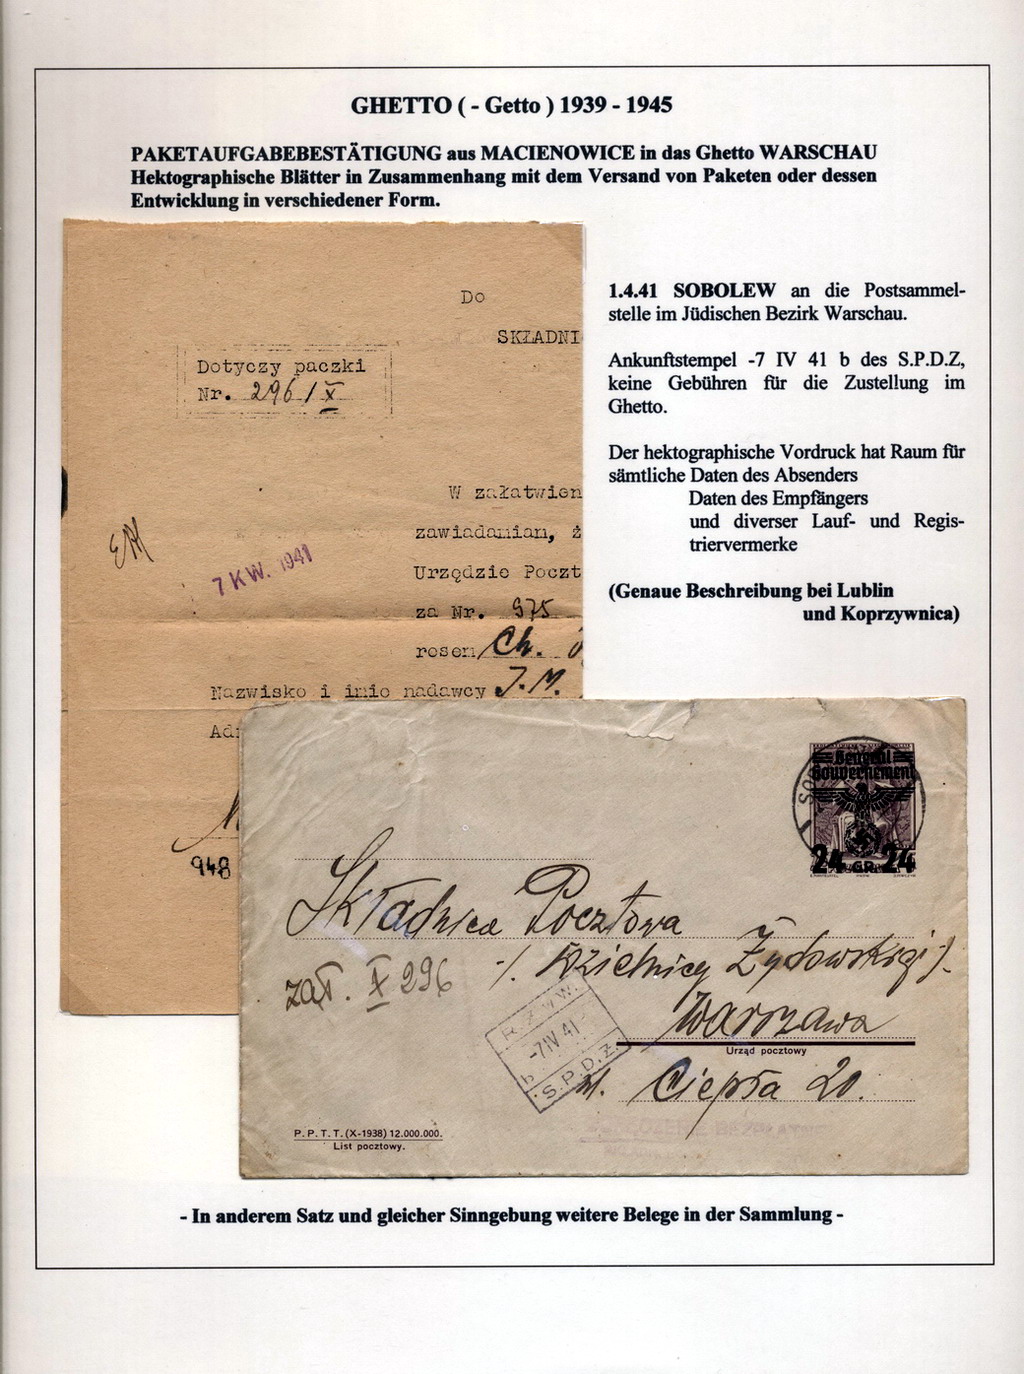 GHETTO ( - Getto ) 1939 - 1945
PAKETAUFGABEBESTÄTIGUNG aus MACIENOWICE in das Ghetto WARSCHAU
Hektographische Blätter in Zusammenhang mit dem Versand von Paketen oder dessen
Entwicklung in verschiedener Form.
Do
SKŁADNI
Dotyczy paczki
Nr. 296 / X
W załatwien
zawiadamiam, ż
7 KW. 1941
Urzędzie Poczt
za Nr. 975
rosen Ch.
Nazwisko i imię nadawcy J.M.
Ad
948
1.4.41 SOBOLEW an die Postsammel-
stelle im Jüdischen Bezirk Warschau.
Ankunftstempel -7 IV 41 b des S.P.D.Z,
keine Gebühren für die Zustellung im
Ghetto.
Der hektographische Vordruck hat Raum für
sämtliche Daten des Absenders
Daten des Empfängers
und diverser Lauf- und Regis-
triervermerke
(Genaue Beschreibung bei Lublin
und Koprzywnica)
General
Gouvernement
24 GR. 24
SOBO
Składnica Pocztowa
/. Dzielnicy Żydowskiej /.
zał. X 296
Warszawa
Urząd pocztowy
R.Ż.W.W.
-7 IV 41
b
S.P.D.Ż.
ul. Ciepła 20.
P. P. T. T. (X-1938) 12.000.000.
List pocztowy.
- In anderem Satz und gleicher Sinngebung weitere Belege in der Sammlung -